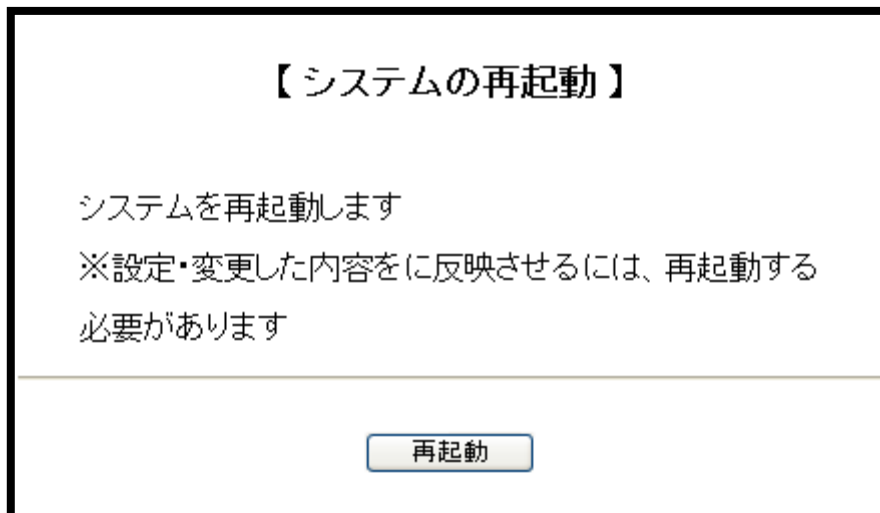 【 システムの再起動 】
システムを再起動します
※設定・変更した内容をに反映させるには、再起動する
必要があります
再起動